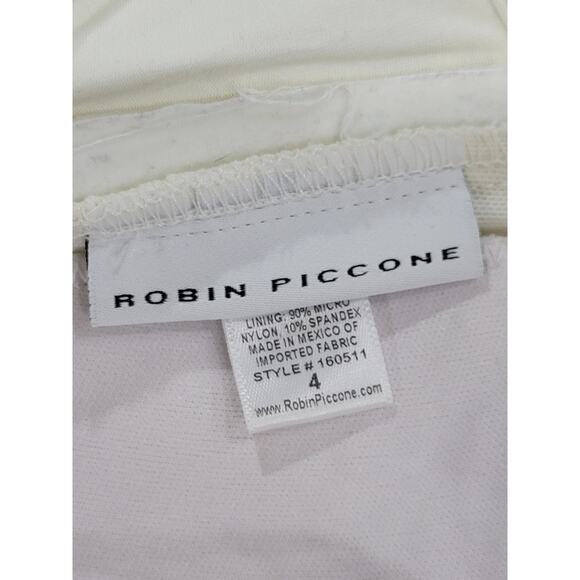 ROBIN PICCONE
LINING: 90% MICRO
NYLON, 10% SPANDEX
MADE IN MEXICO OF
IMPORTED FABRIC
STYLE # 160511
4
www.RobinPiccone.com